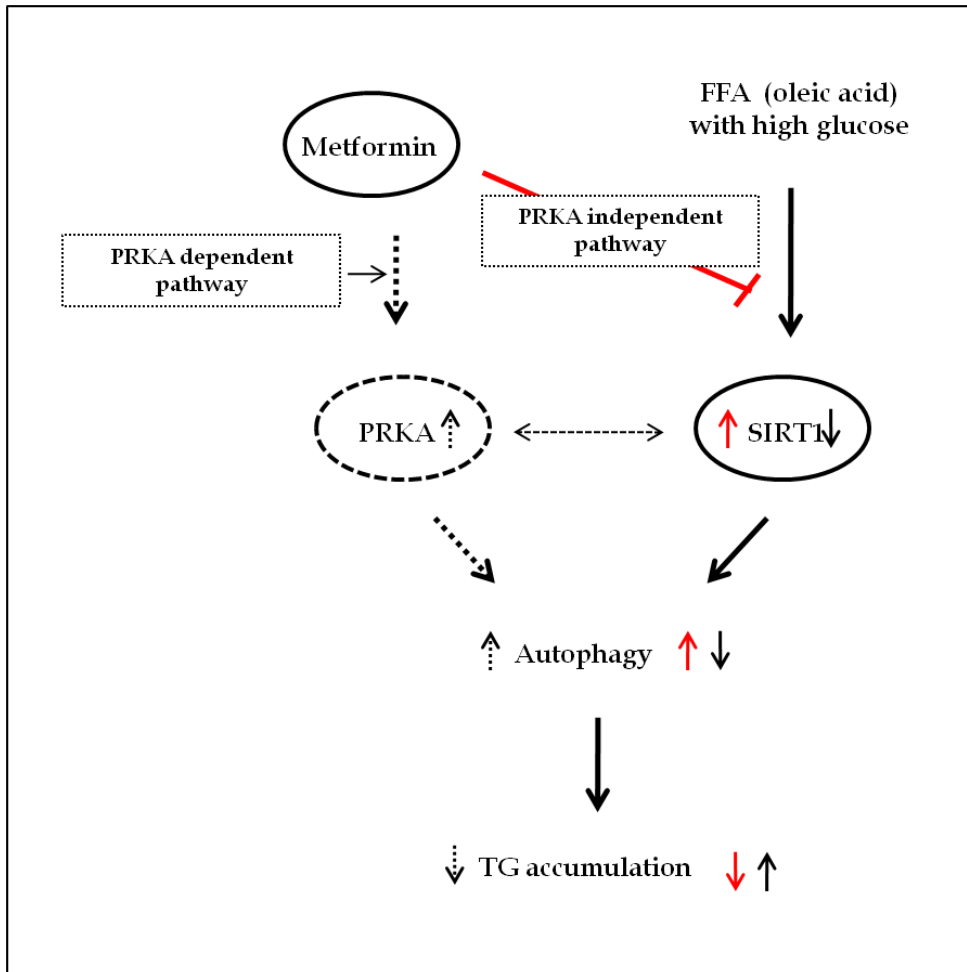 FFA (oleic acid)
with high glucose
Metformin
PRKA independent
pathway
PRKA dependent
pathway
PRKA
SIRT1
Autophagy
TG accumulation